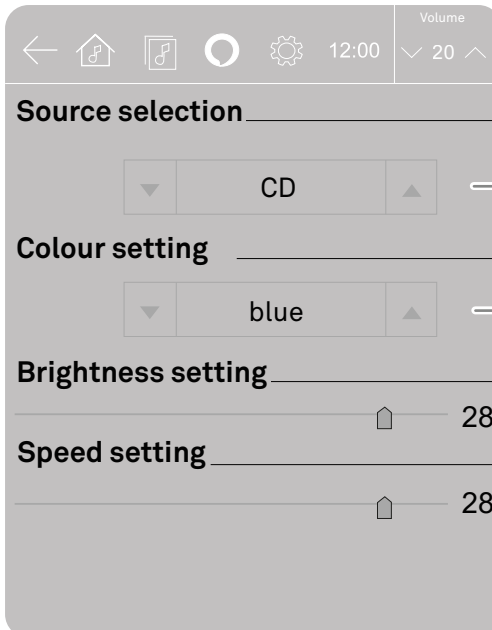 Volume
12:00 20
Source selection
CD
Colour setting
blue
Brightness setting
28
Speed setting
28